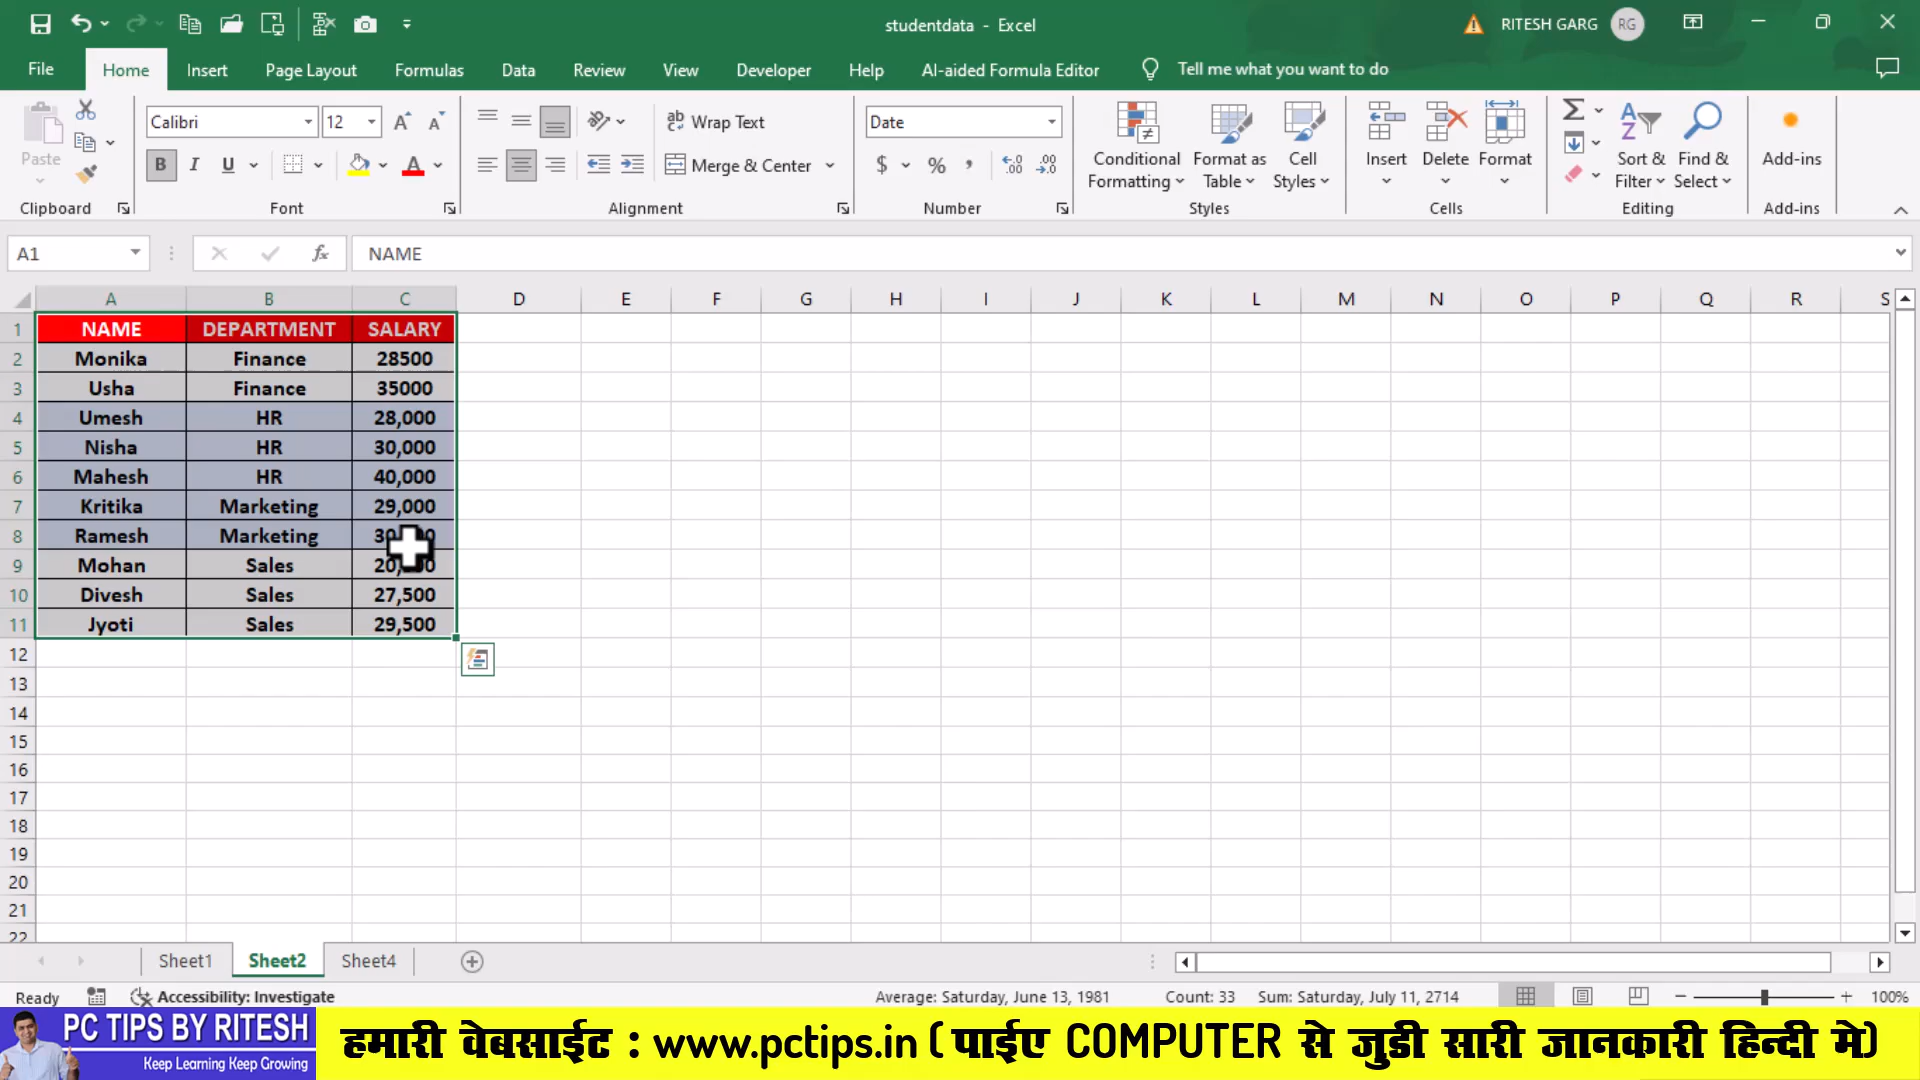 studentdata - Excel
RITESH GARG RG
File Home Insert Page Layout Formulas Data Review View Developer Help AI-aided Formula Editor Tell me what you want to do
Paste
Clipboard
Calibri 12
B I U
Font
Wrap Text
Merge & Center
Alignment
Date
$ % ,
Number
Conditional Formatting
Format as Table
Cell Styles
Styles
Insert Delete Format
Cells
Sort & Filter
Find & Select
Editing
Add-ins
Add-ins
A1 fx NAME
A B C D E F G H I J K L M N O P Q R S
1 NAME DEPARTMENT SALARY
2 Monika Finance 28500
3 Usha Finance 35000
4 Umesh HR 28,000
5 Nisha HR 30,000
6 Mahesh HR 40,000
7 Kritika Marketing 29,000
8 Ramesh Marketing
9 Mohan Sales
10 Divesh Sales 27,500
11 Jyoti Sales 29,500
12
13
14
15
16
17
18
19
20
21
22
Sheet1 Sheet2 Sheet4
Ready Accessibility: Investigate Average: Saturday, June 13, 1981 Count: 33 Sum: Saturday, July 11, 2714 100%
PC TIPS BY RITESH
Keep Learning Keep Growing
हमारी वेबसाईट : www.pctips.in ( पाईए COMPUTER से जुडी सारी जानकारी हिन्दी मे)